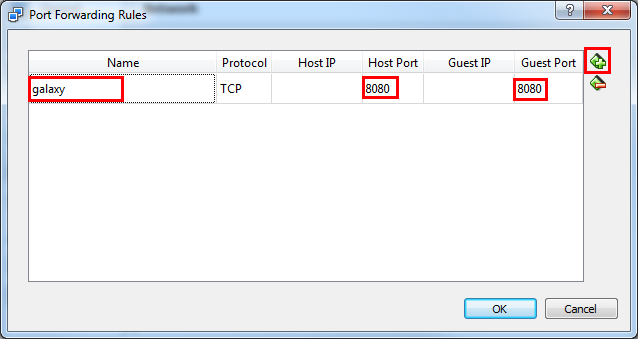 Port Forwarding Rules
Name Protocol Host IP Host Port Guest IP Guest Port
galaxy TCP 8080 8080
OK Cancel